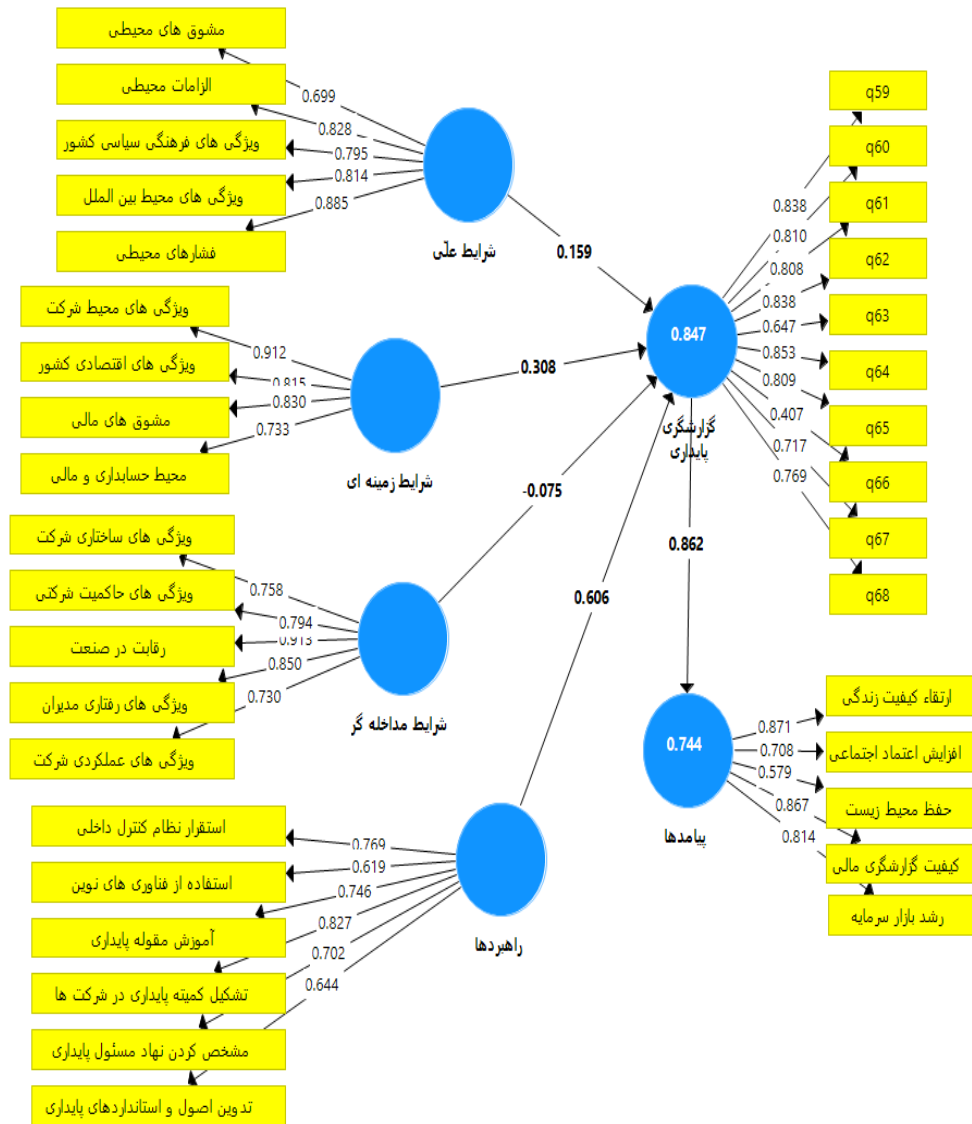 مشوق های محیطی
الزامات محیطی
ویژگی های فرهنگی سیاسی کشور
ویژگی های محیط بین الملل
فشارهای محیطی
0.699
0.828
0.795
0.814
0.885
شرایط علّی
0.159
ویژگی های محیط شرکت
ویژگی های اقتصادی کشور
مشوق های مالی
محیط حسابداری و مالی
0.912
0.815
0.830
0.733
شرایط زمینه ای
0.308
ویژگی های ساختاری شرکت
ویژگی های حاکمیت شرکتی
رقابت در صنعت
ویژگی های رفتاری مدیران
ویژگی های عملکردی شرکت
0.758
0.794
0.913
0.850
0.730
شرایط مداخله گر
-0.075
استقرار نظام کنترل داخلی
استفاده از فناوری های نوین
آموزش مقوله پایداری
تشکیل کمیته پایداری در شرکت ها
مشخص کردن نهاد مسئول پایداری
تدوین اصول و استانداردهای پایداری
0.769
0.619
0.746
0.827
0.702
0.644
راهبردها
0.606
0.847
گزارشگری
پایداری
0.838
0.810
0.808
0.838
0.647
0.853
0.809
0.407
0.717
0.769
q59
q60
q61
q62
q63
q64
q65
q66
q67
q68
0.862
0.744
پیامدها
0.871
0.708
0.579
0.867
0.814
ارتقاء کیفیت زندگی
افزایش اعتماد اجتماعی
حفظ محیط زیست
کیفیت گزارشگری مالی
رشد بازار سرمایه